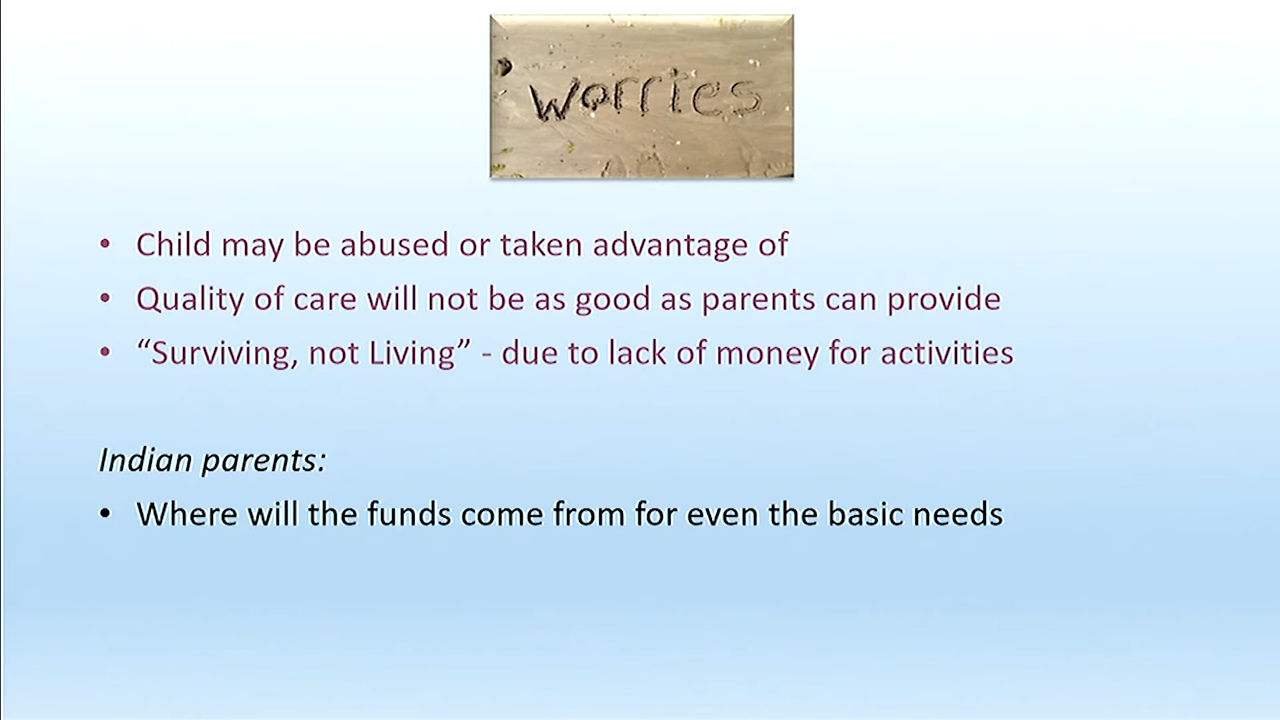 Worries
• Child may be abused or taken advantage of
• Quality of care will not be as good as parents can provide
• “Surviving, not Living” - due to lack of money for activities
Indian parents:
• Where will the funds come from for even the basic needs